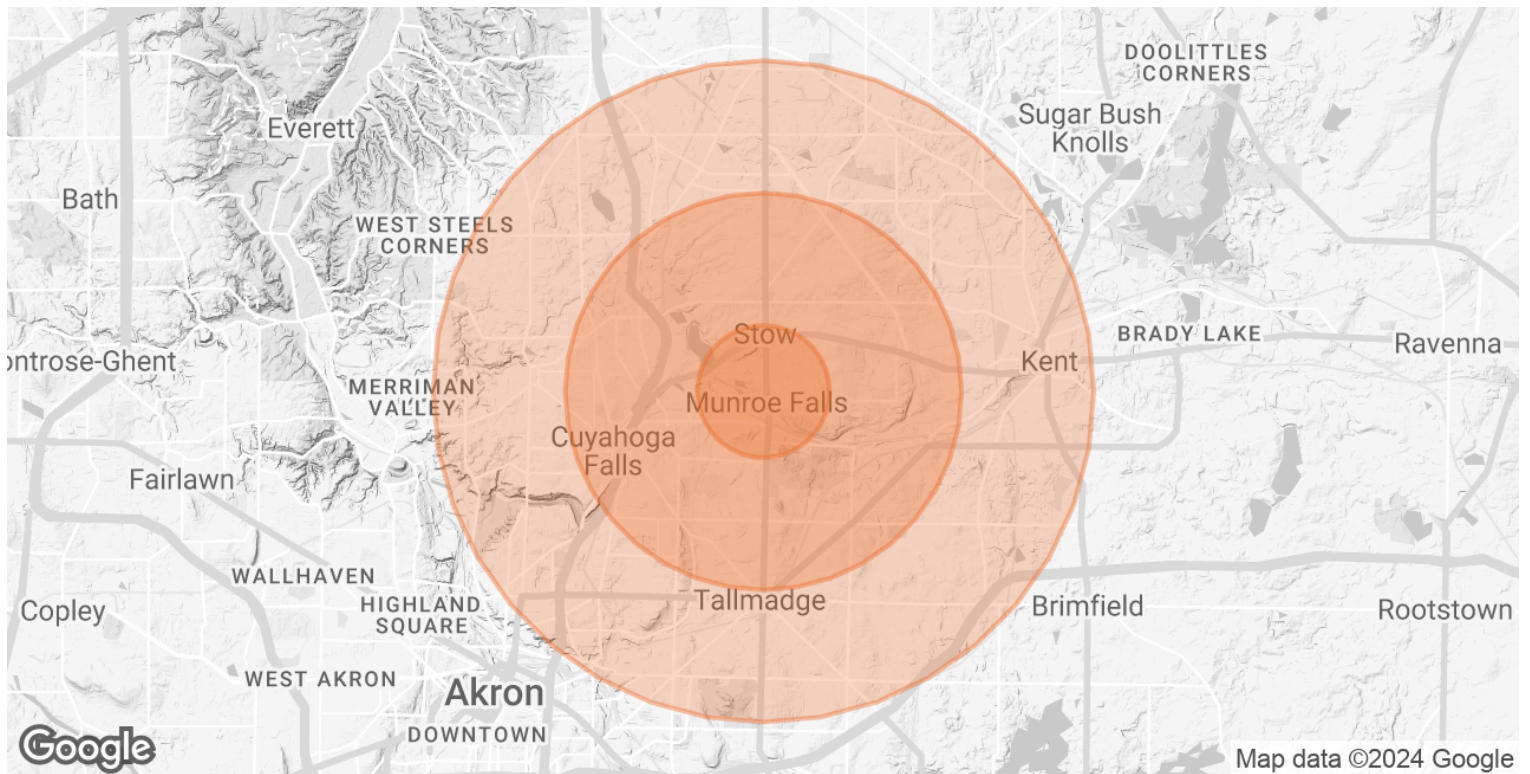 DOOLITTLES
CORNERS
Sugar Bush
Knolls
Everett
Bath
WEST STEELS
CORNERS
Stow
BRADY LAKE
Ravenna
ontrose-Ghent
Kent
MERRIMAN
VALLEY
Munroe Falls
Cuyahoga
Falls
Fairlawn
WALLHAVEN
Tallmadge
HIGHLAND
SQUARE
Brimfield
Copley
Rootstown
WEST AKRON
Akron
DOWNTOWN
Google
Map data ©2024 Google